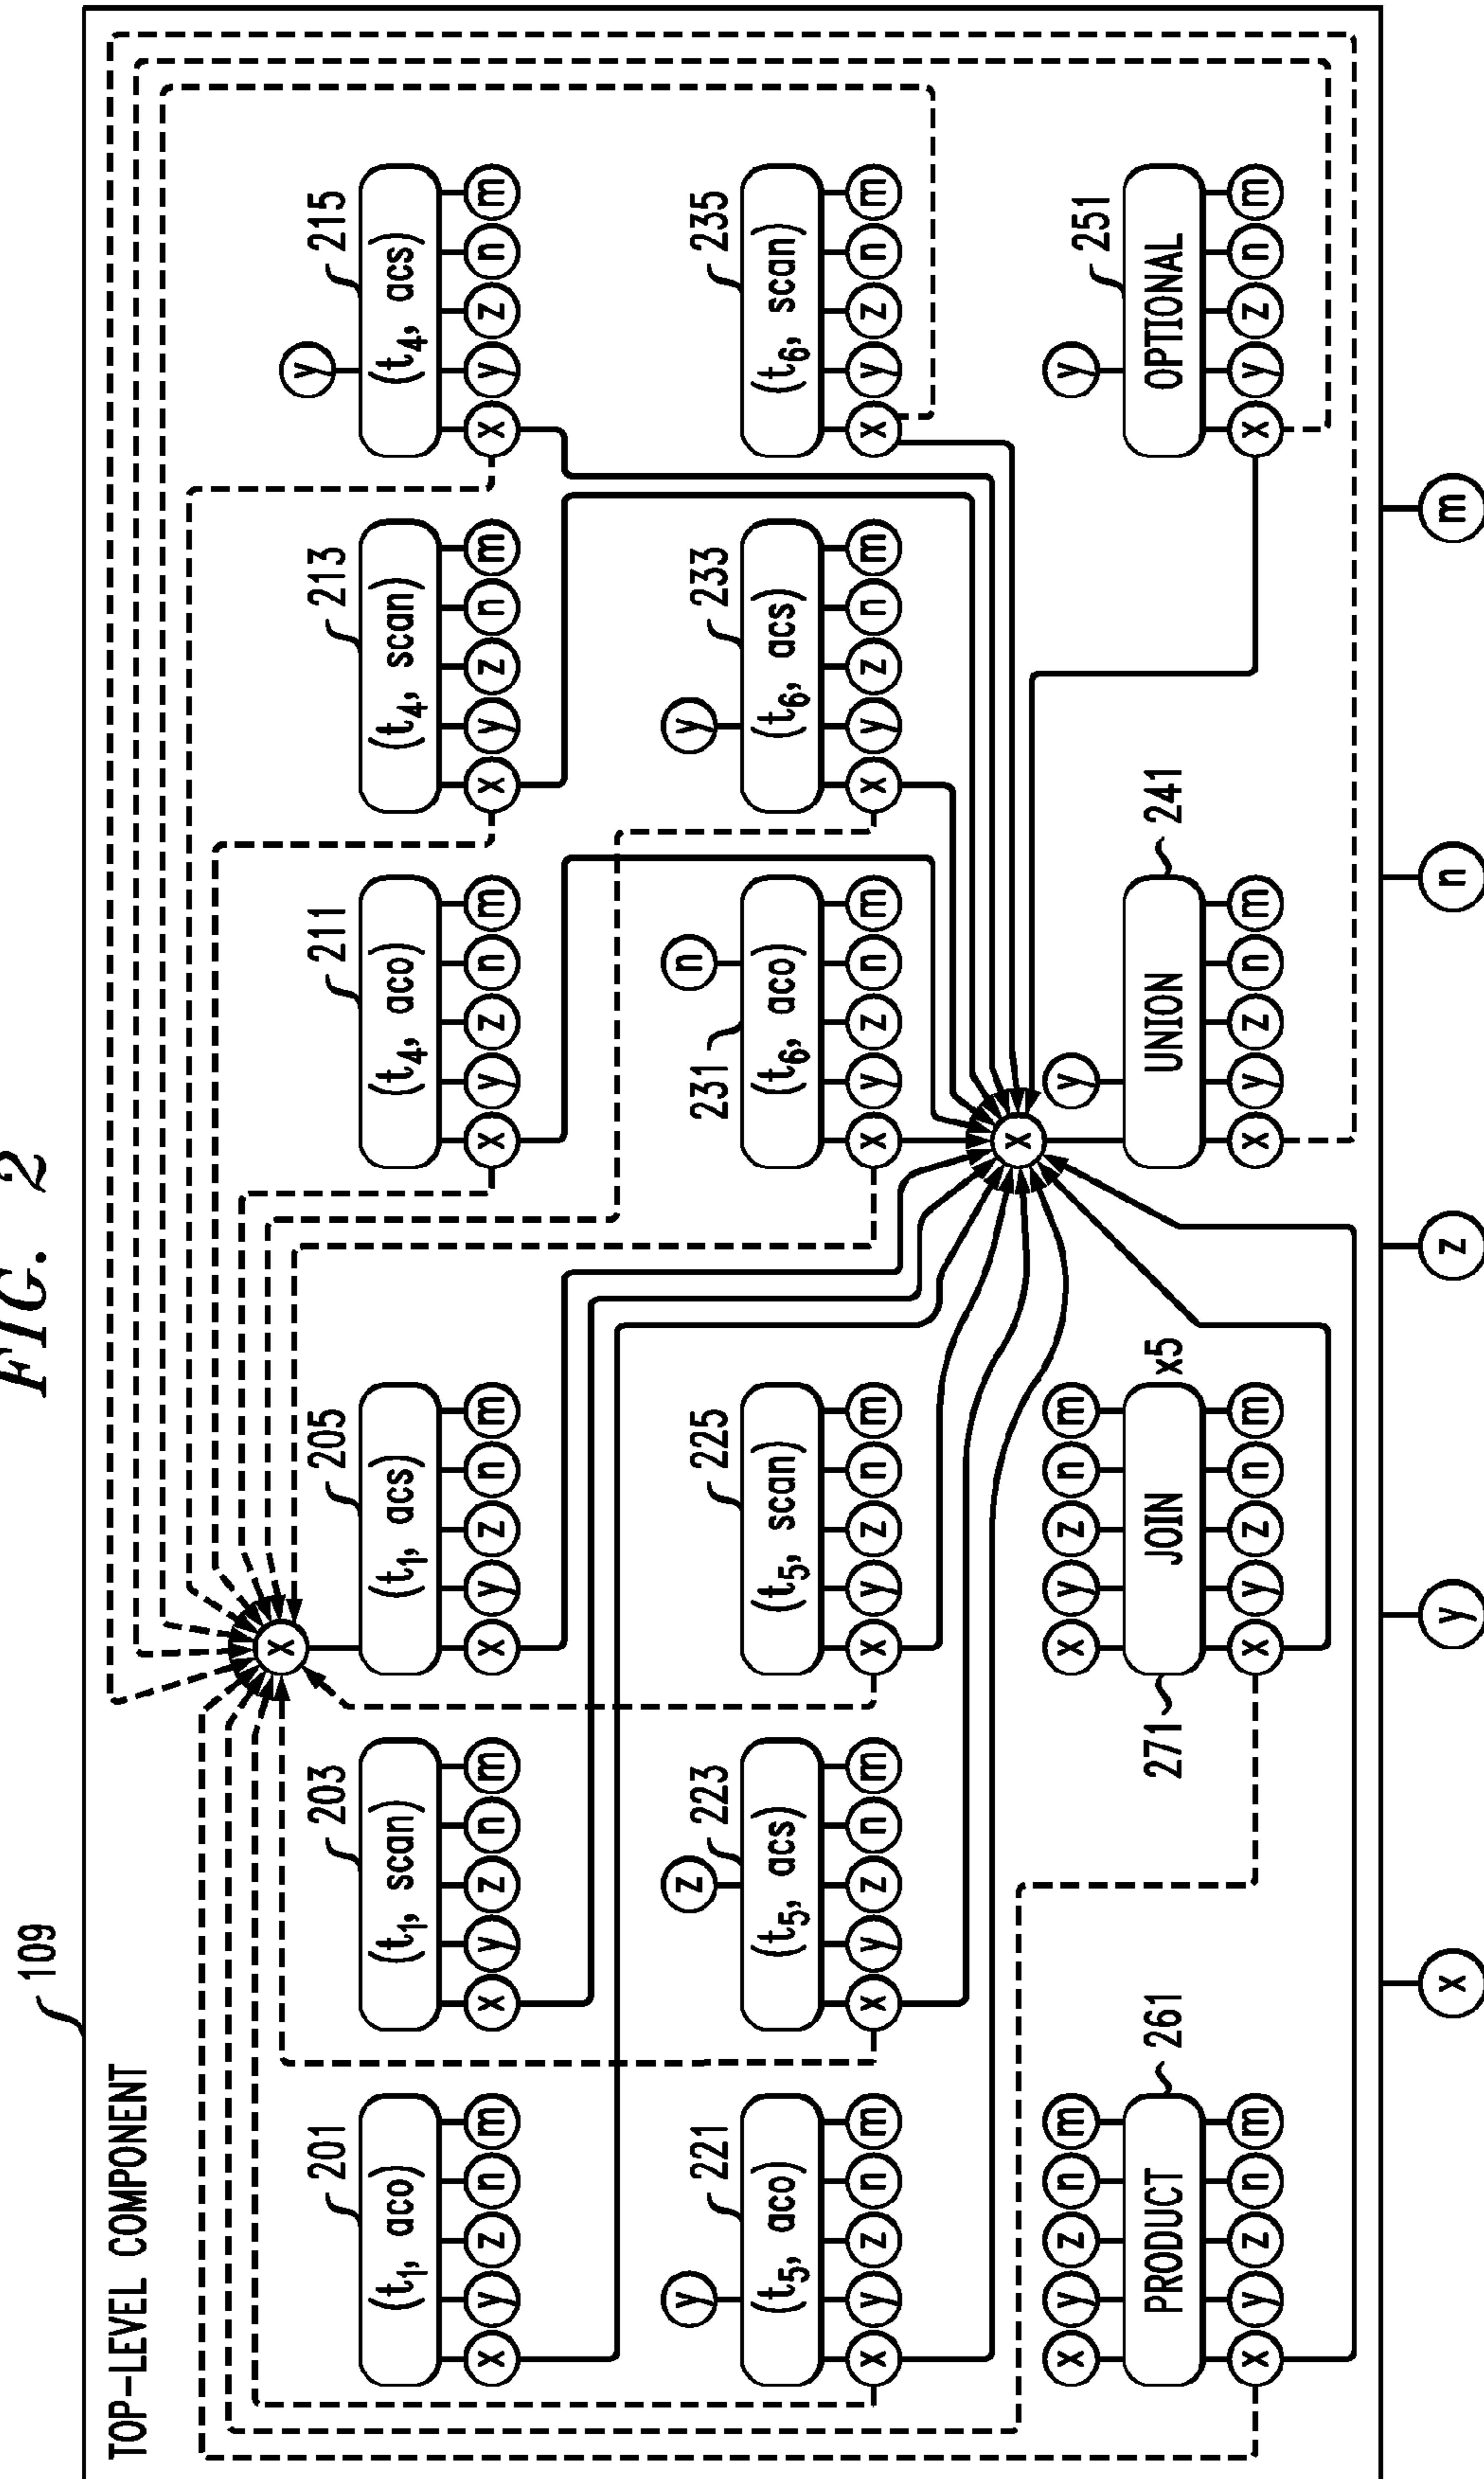 FIG. 2
109
TOP-LEVEL COMPONENT
x
y
201 203 205 211 213 215
(t1, aco) (t1, scan) (t1, acs) (t4, aco) (t4, scan) (t4, acs)
x y z n m x y z n m x y z n m x y z n m x y z n m x y z n m
y z n y
221 223 225 231 233 235
(t5, aco) (t5, acs) (t5, scan) (t6, aco) (t6, acs) (t6, scan)
x y z n m x y z n m x y z n m x y z n m x y z n m x y z n m
x
x y z n m x y z n m y y
251
PRODUCT 261 271 JOIN x5 UNION 241 OPTIONAL
x y z n m x y z n m x y z n m x y z n m
x y z n m